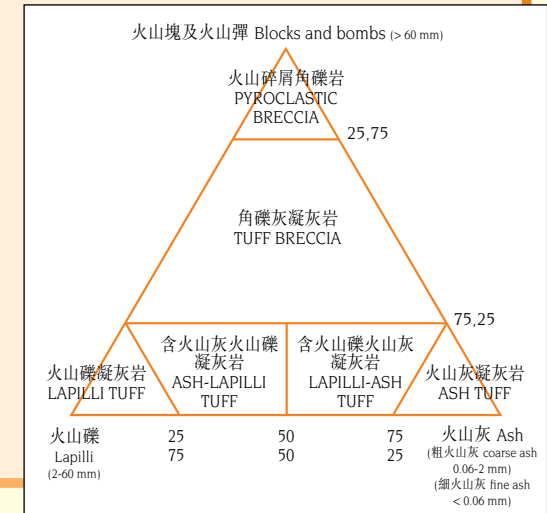 火山塊及火山彈 Blocks and bombs (> 60 mm)
火山碎屑角礫岩
PYROCLASTIC
BRECCIA
25,75
角礫灰凝灰岩
TUFF BRECCIA
75,25
火山礫凝灰岩
LAPILLI TUFF
含火山灰火山礫
凝灰岩
ASH-LAPILLI
TUFF
含火山礫火山灰
凝灰岩
LAPILLI-ASH
TUFF
火山灰凝灰岩
ASH TUFF
火山礫
Lapilli
(2-60 mm)
25
75
50
50
75
25
火山灰 Ash
(粗火山灰 coarse ash
0.06-2 mm)
(細火山灰 fine ash
< 0.06 mm)